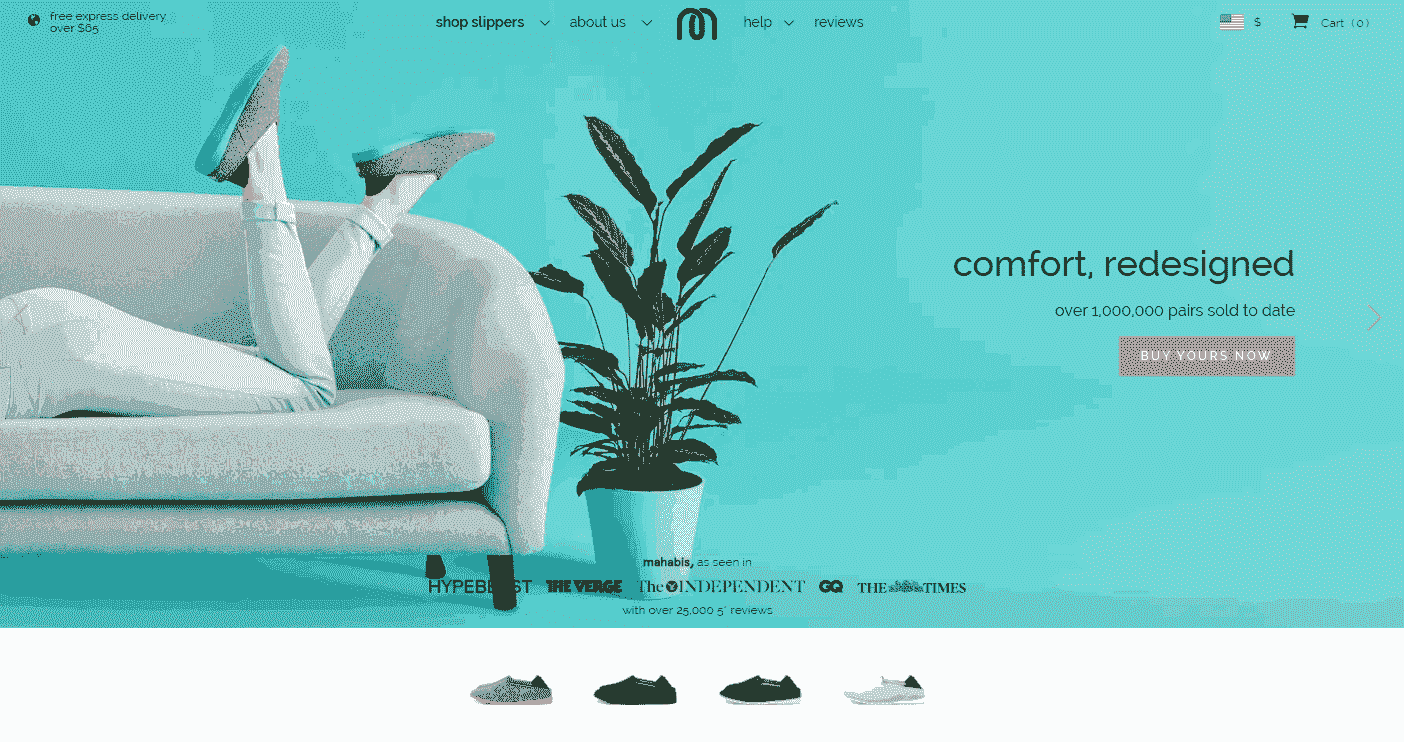 free express delivery
over $65
shop slippers
about us
help
reviews
$
Cart (0)
comfort, redesigned
over 1,000,000 pairs sold to date
BUY YOURS NOW
mahabis, as seen in
HYPEBEAST THE VERGE The INDEPENDENT GQ THE TIMES
with over 25,000 5* reviews